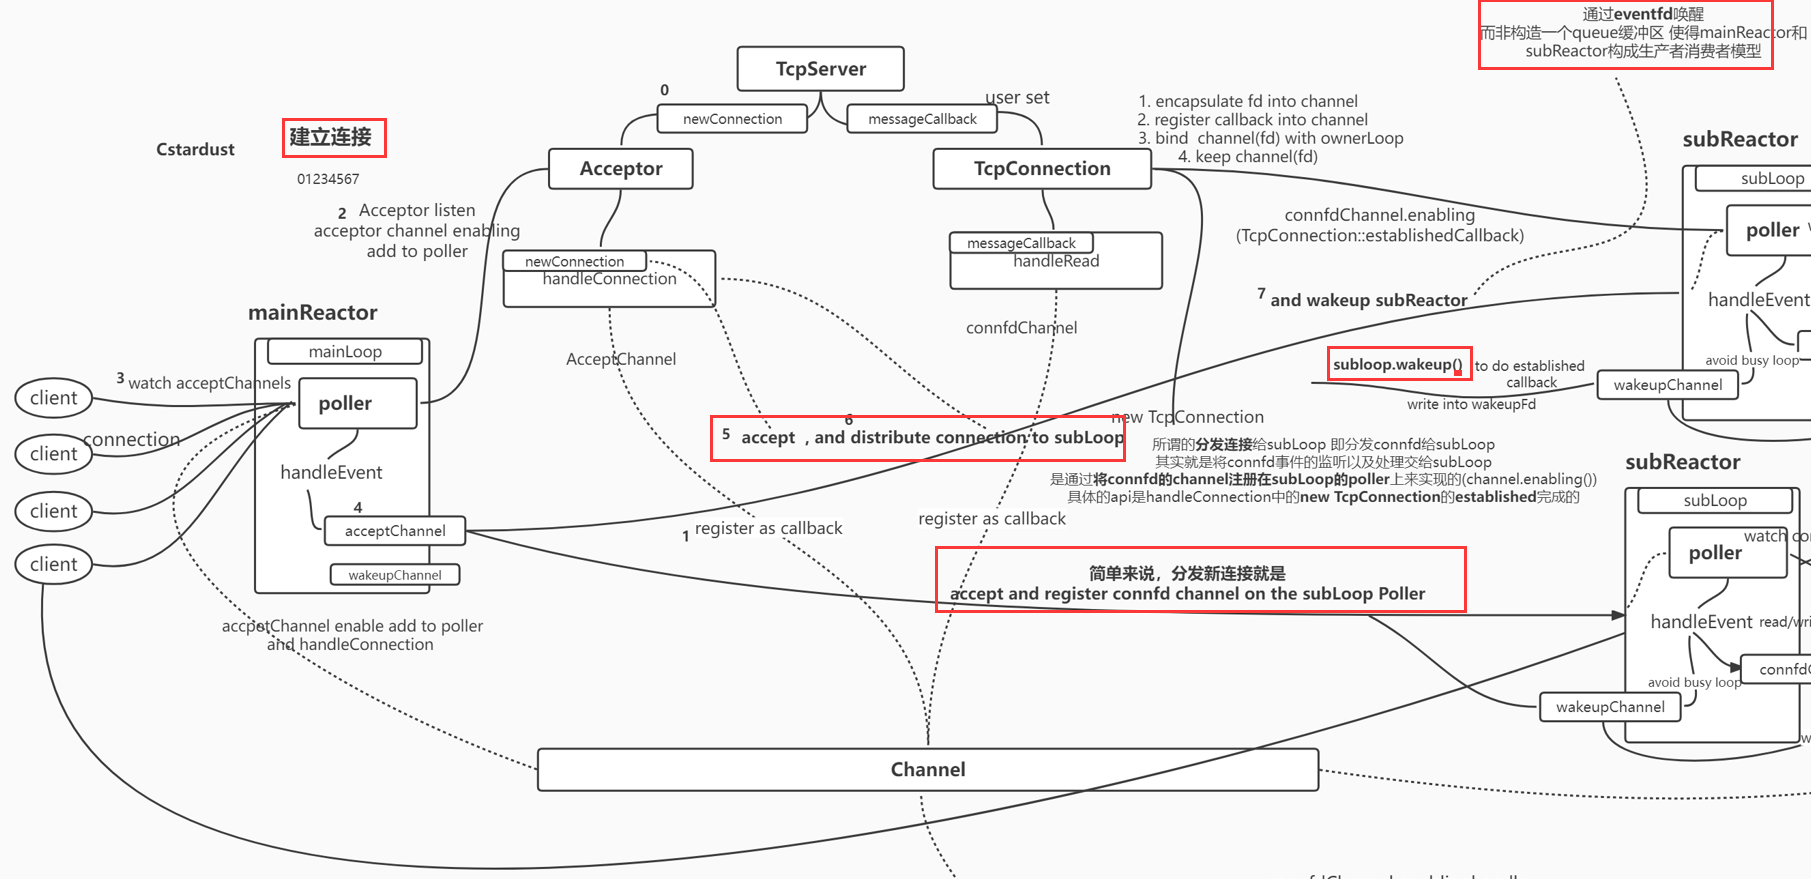 通过eventfd唤醒
而非构造一个queue缓冲区 使得mainReactor和
subReactor构成生产者消费者模型
TcpServer
0
newConnection
messageCallback
user set
1. encapsulate fd into channel
2. register callback into channel
3. bind channel(fd) with ownerLoop
4. keep channel(fd)
建立连接
Cstardust
01234567
Acceptor
TcpConnection
subReactor
subLoop
poller
2 Acceptor listen
acceptor channel enabling
add to poller
newConnection
handleConnection
messageCallback
handleRead
connfdChannel.enabling
(TcpConnection::establishedCallback)
7 and wakeup subReactor
handleEvent
avoid busy loop
mainReactor
mainLoop
connfdChannel
AcceptChannel
subloop.wakeup()
to do established
callback
write into wakeupFd
wakeupChannel
3 watch acceptChannels
client
client
client
client
connection
poller
handleEvent
4
acceptChannel
wakeupChannel
6
new TcpConnection
5 accept , and distribute connection to subLoop
所谓的分发连接给subLoop 即分发connfd给subLoop
其实就是将connfd事件的监听以及处理交给subLoop
是通过将connfd的channel注册在subLoop的poller上来实现的(channel.enabling())
具体的api是handleConnection中的new TcpConnection的established完成的
subReactor
subLoop
poller
watch con
1 register as callback
register as callback
简单来说，分发新连接就是
accept and register connfd channel on the subLoop Poller
handleEvent
read/wri
avoid busy loop
connfdC
wakeupChannel
accpotChannel enable add to poller
and handleConnection
Channel